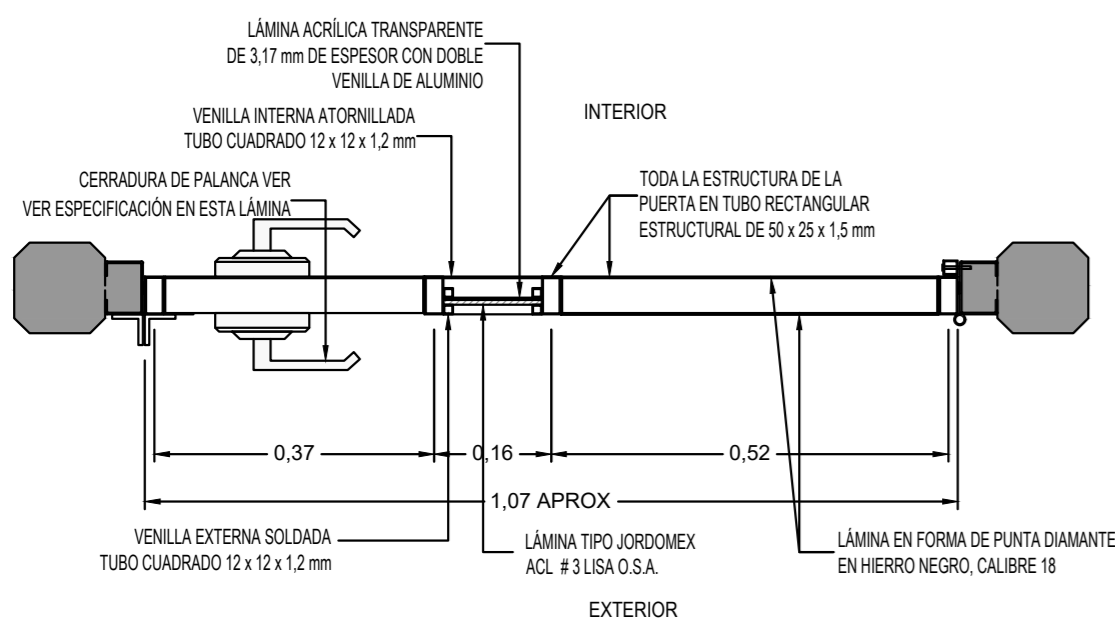 LÁMINA ACRÍLICA TRANSPARENTE
DE 3,17 mm DE ESPESOR CON DOBLE
VENILLA DE ALUMINIO
INTERIOR
VENILLA INTERNA ATORNILLADA
TUBO CUADRADO 12 x 12 x 1,2 mm
CERRADURA DE PALANCA VER
VER ESPECIFICACIÓN EN ESTA LÁMINA
TODA LA ESTRUCTURA DE LA
PUERTA EN TUBO RECTANGULAR
ESTRUCTURAL DE 50 x 25 x 1,5 mm
0,37
0,16
0,52
1,07 APROX
VENILLA EXTERNA SOLDADA
TUBO CUADRADO 12 x 12 x 1,2 mm
LÁMINA TIPO JORDOMEX
ACL # 3 LISA O.S.A.
LÁMINA EN FORMA DE PUNTA DIAMANTE
EN HIERRO NEGRO, CALIBRE 18
EXTERIOR